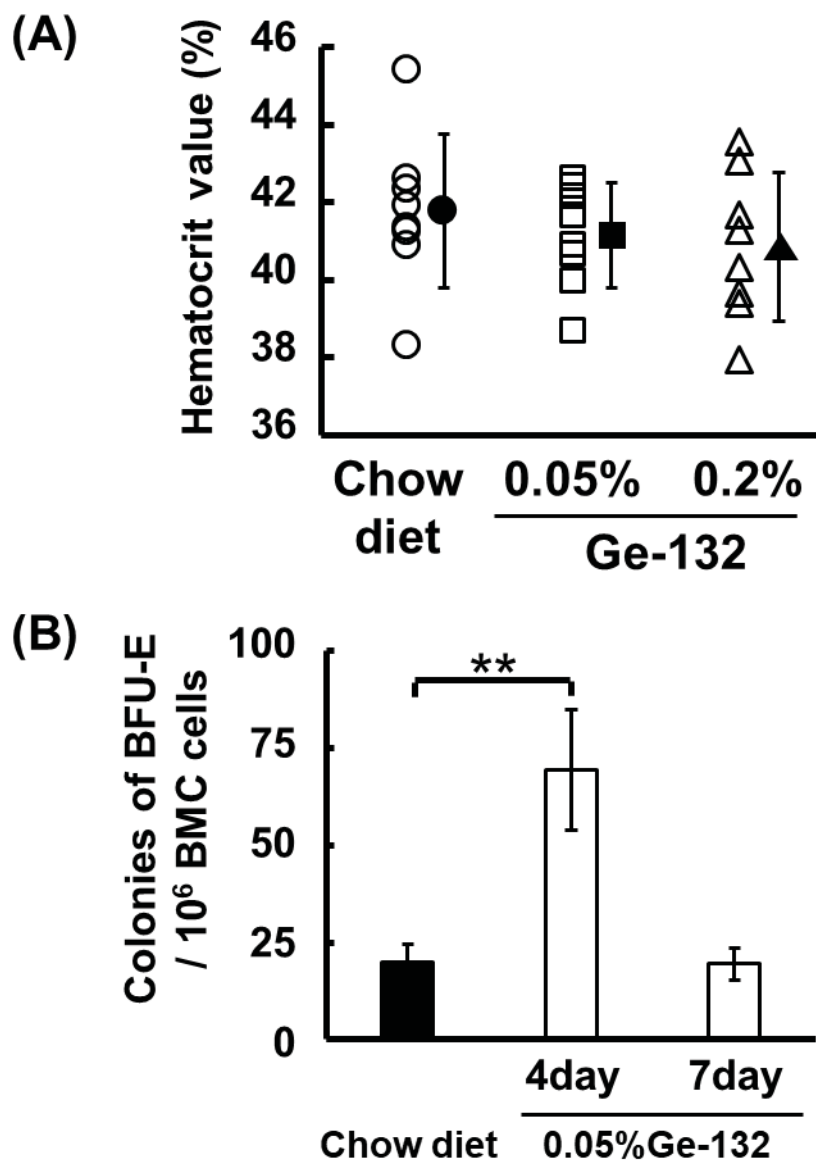 (A)
Hematocrit value (%)
46
44
42
40
38
36
Chow
diet
0.05%
0.2%
Ge-132
(B)
Colonies of BFU-E
/ 10⁶ BMC cells
100
75
50
25
0
**
4day
7day
Chow diet
0.05%Ge-132